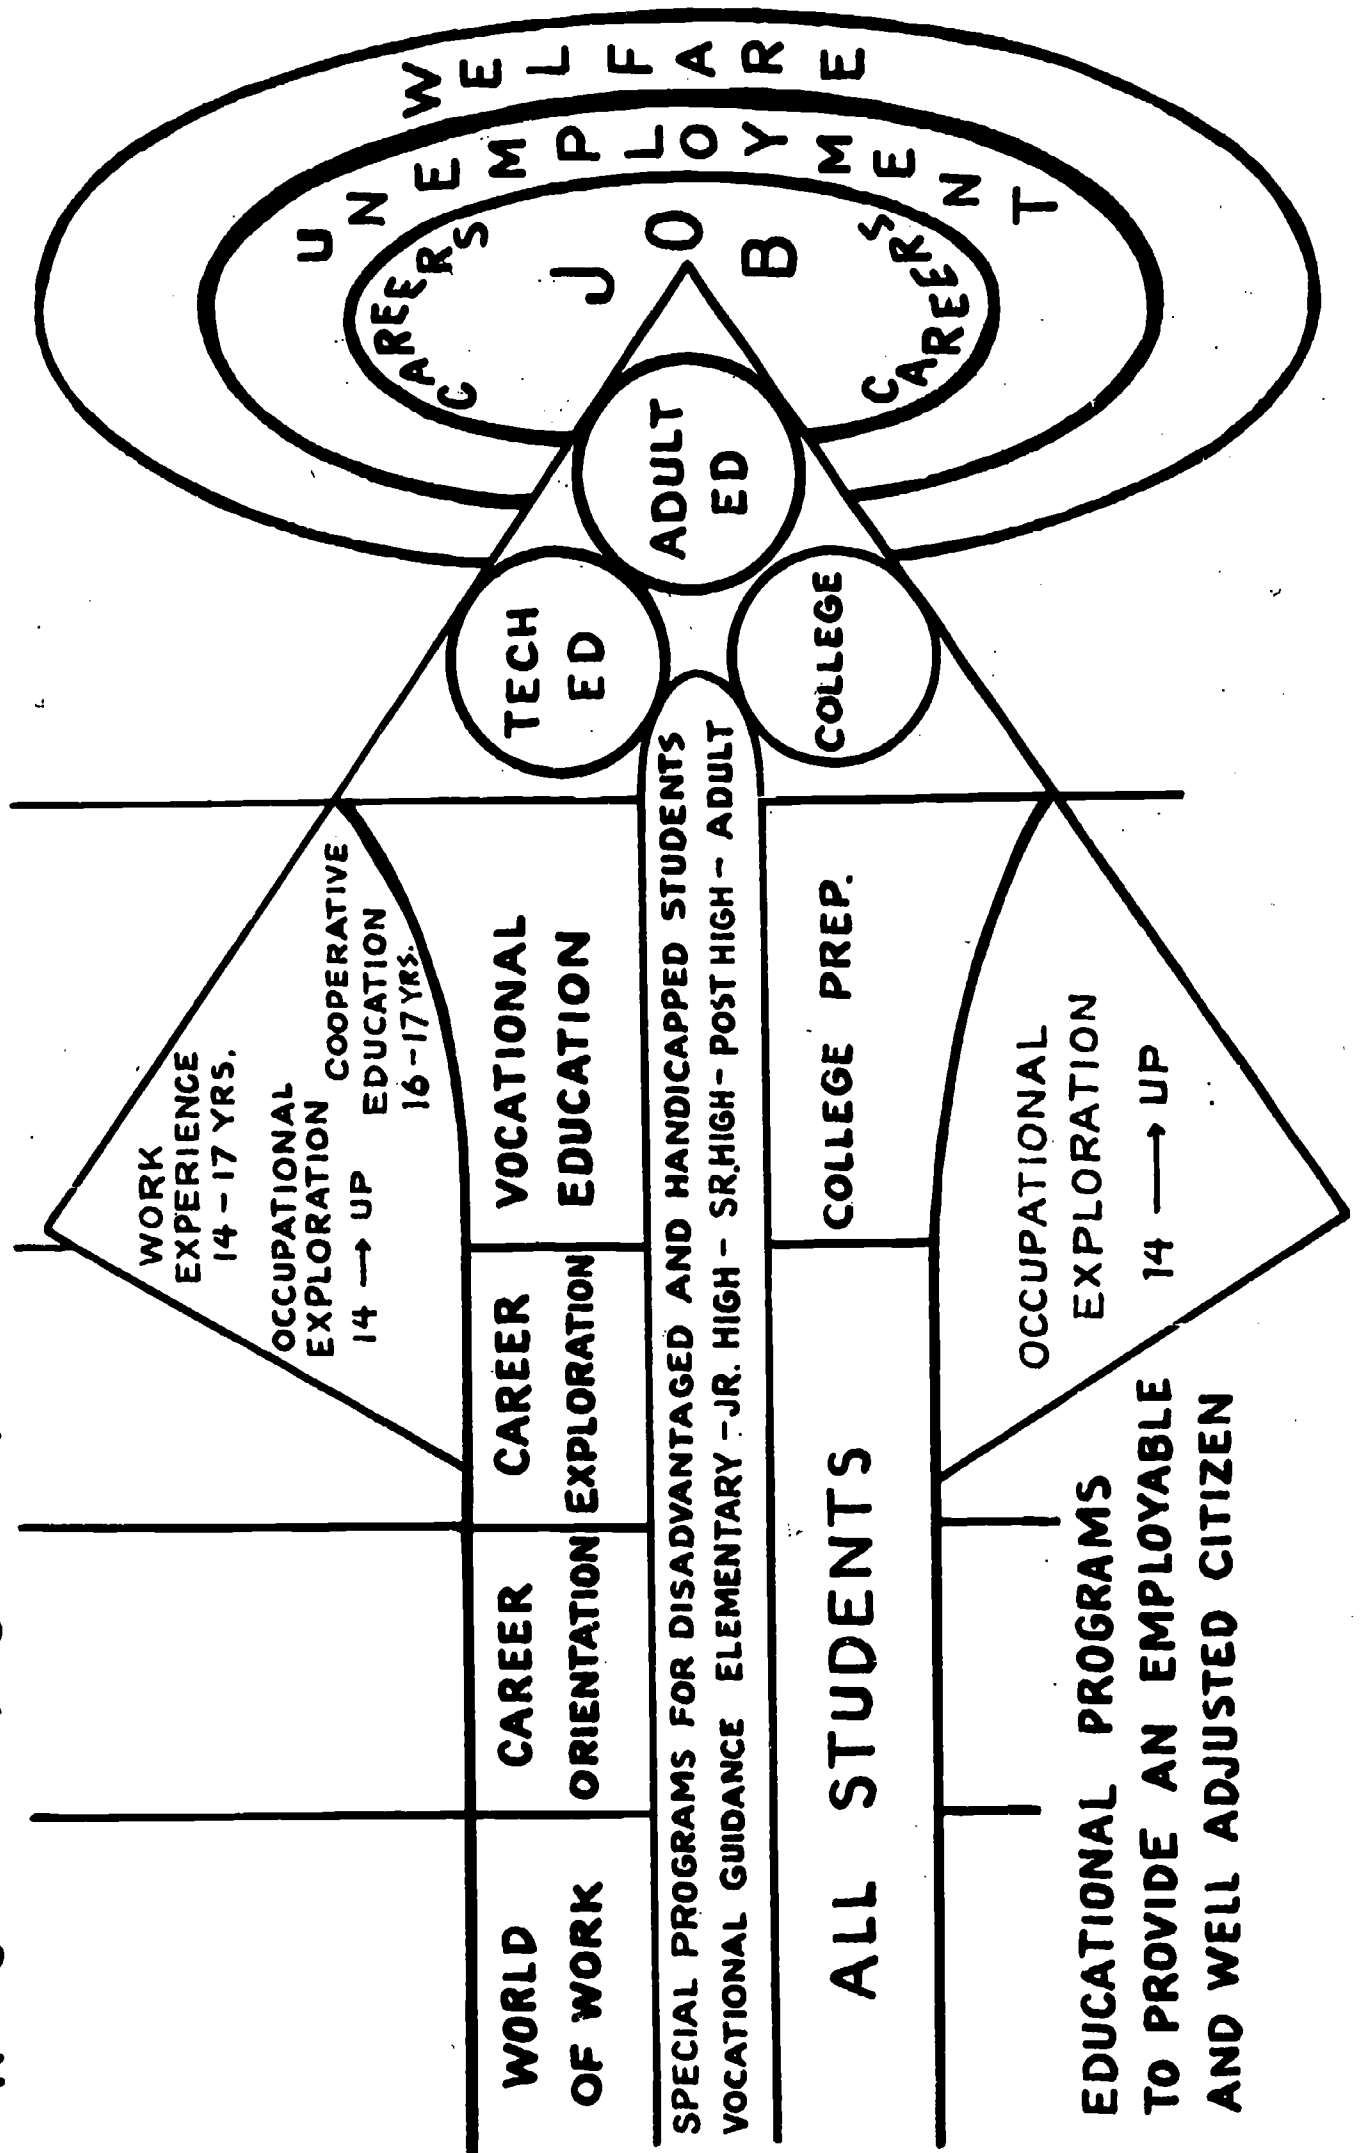 WORK
EXPERIENCE
14 - 17 YRS.
OCCUPATIONAL
EXPLORATION
14 → UP
COOPERATIVE
EDUCATION
16 - 17 YRS.
WORLD
OF WORK
CAREER
ORIENTATION
CAREER
EXPLORATION
VOCATIONAL
EDUCATION
SPECIAL PROGRAMS FOR DISADVANTAGED AND HANDICAPPED STUDENTS
VOCATIONAL GUIDANCE ELEMENTARY - JR. HIGH - SR. HIGH - POST HIGH - ADULT
ALL STUDENTS
COLLEGE PREP.
OCCUPATIONAL
EXPLORATION
14 → UP
TECH
ED
ADULT
ED
COLLEGE
CAREERS
JOB
CAREERS
UNEMPLOYMENT
WELFARE
EDUCATIONAL PROGRAMS
TO PROVIDE AN EMPLOYABLE
AND WELL ADJUSTED CITIZEN